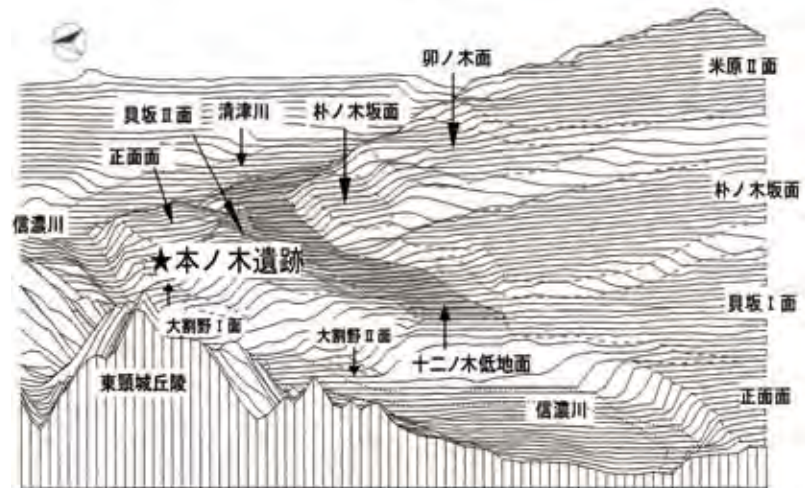 卯ノ木面
米原Ⅱ面
貝坂Ⅱ面
清津川
朴ノ木坂面
正面面
朴ノ木坂面
信濃川
★本ノ木遺跡
貝坂Ⅰ面
大割野Ⅰ面
大割野Ⅱ面
十二ノ木低地面
東頸城丘陵
信濃川
正面面